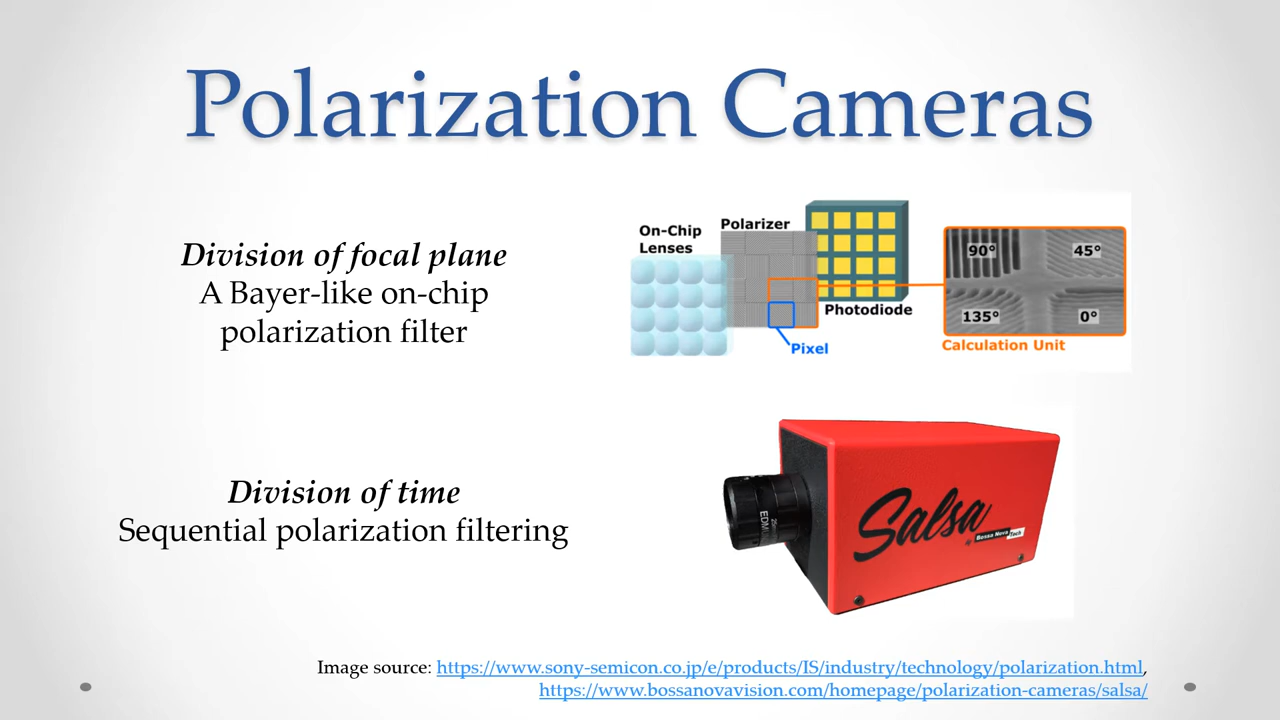 Polarization Cameras
Division of focal plane
A Bayer-like on-chip
polarization filter
On-Chip
Lenses
Polarizer
Photodiode
Pixel
90°
45°
135°
0°
Calculation Unit
Division of time
Sequential polarization filtering
25mm
Salsa
Bossa Nova Tech
Image source: https://www.sony-semicon.co.jp/e/products/IS/industry/technology/polarization.html,
https://www.bossanovavision.com/homepage/polarization-cameras/salsa/